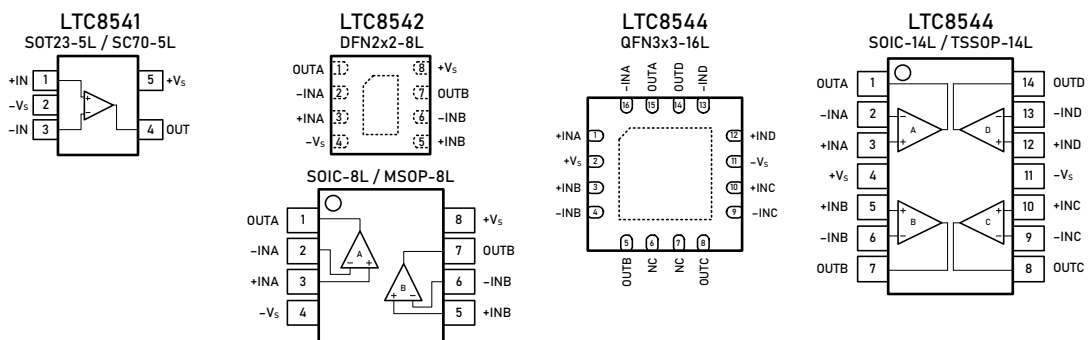 LTC8541
SOT23-5L / SC70-5L
+IN 1
–Vs 2
–IN 3
5 +Vs
4 OUT
+
–
LTC8542
DFN2x2-8L
OUTA 1
–INA 2
+INA 3
–Vs 4
8 +Vs
7 OUTB
6 –INB
5 +INB
SOIC-8L / MSOP-8L
OUTA 1
–INA 2
+INA 3
–Vs 4
8 +Vs
7 OUTB
6 –INB
5 +INB
A
– +
B
+ –
LTC8544
QFN3x3-16L
–INA OUTA OUTD –IND
16 15 14 13
+INA 1
+Vs 2
+INB 3
–INB 4
12 +IND
11 –Vs
10 +INC
9 –INC
5 6 7 8
OUTB NC NC OUTC
LTC8544
SOIC-14L / TSSOP-14L
OUTA 1
–INA 2
+INA 3
+Vs 4
+INB 5
–INB 6
OUTB 7
14 OUTD
13 –IND
12 +IND
11 –Vs
10 +INC
9 –INC
8 OUTC
– A D –
+ +
+ B C +
– –